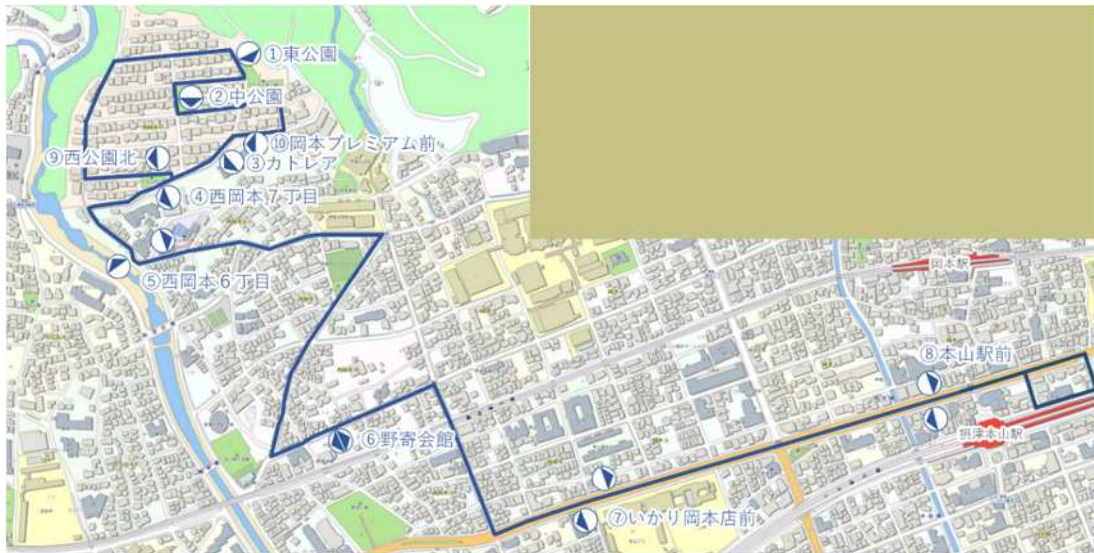 ①東公園
②中公園
⑩岡本プレミアム前
⑨西公園北
③カトレア
④西岡本７丁目
⑤西岡本６丁目
岡本駅
⑧本山駅前
摂津本山駅
⑥野寄会館
⑦いかり岡本店前